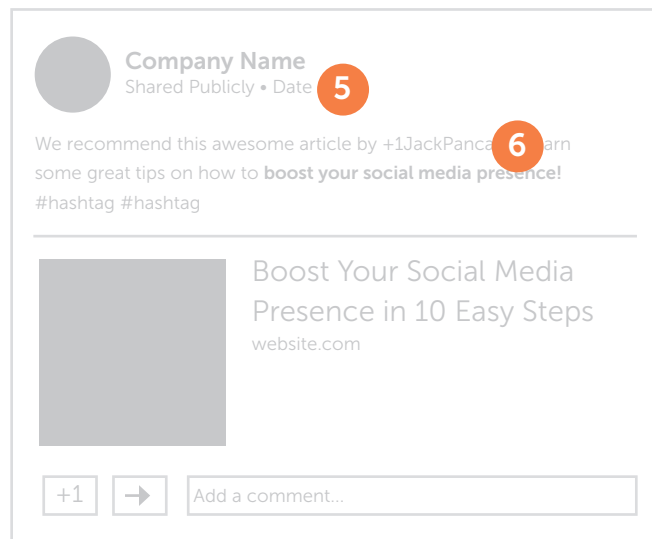 Company Name
Shared Publicly • Date
5
We recommend this awesome article by +1JackPanca
6
some great tips on how to boost your social media presence!
#hashtag #hashtag
Boost Your Social Media
Presence in 10 Easy Steps
website.com
+1
Add a comment...